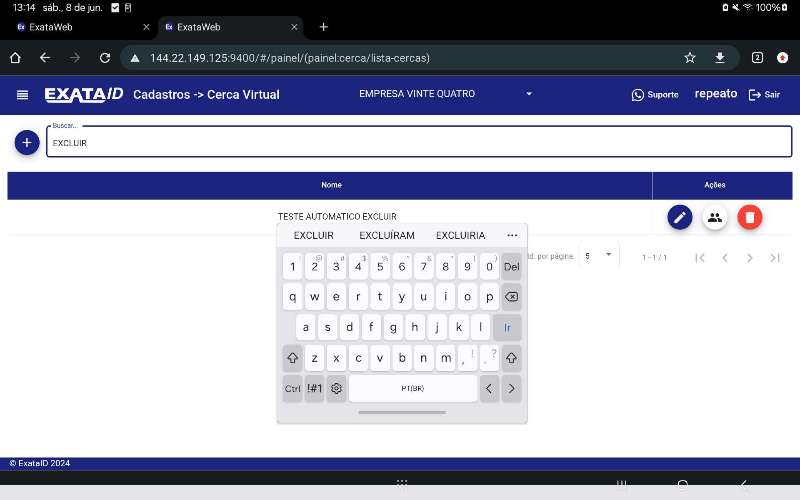 13:14 sáb., 8 de jun. 100%
ExataWeb ExataWeb
144.22.149.125:9400/#/painel/(painel:cerca/lista-cercas) 2
EXATA/D Cadastros -> Cerca Virtual EMPRESA VINTE QUATRO Suporte repeato Sair
Buscar...
EXCLUIR
Nome Ações
TESTE AUTOMATICO EXCLUIR
EXCLUIR EXCLUÍRAM EXCLUIRIA ...
td. por página: 5 1 - 1 / 1
1 2 3 4 5 6 7 8 9 0 Del
q w e r t y u i o p
a s d f g h j k l Ir
z x c v b n m , ! . ?
Ctrl !#1 PT(BR) < >
© ExataID 2024